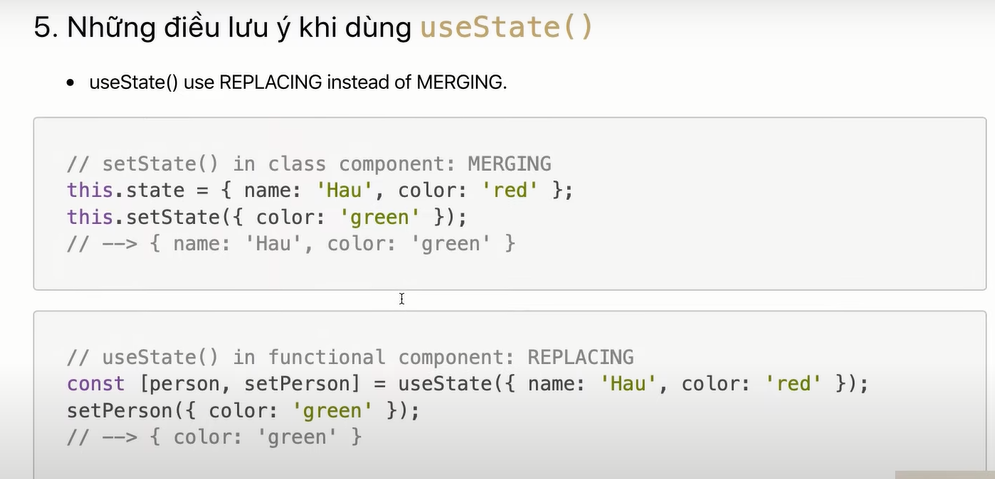 5. Những điều lưu ý khi dùng useState()
• useState() use REPLACING instead of MERGING.
// setState() in class component: MERGING
this.state = { name: 'Hau', color: 'red' };
this.setState({ color: 'green' });
// --> { name: 'Hau', color: 'green' }
// useState() in functional component: REPLACING
const [person, setPerson] = useState({ name: 'Hau', color: 'red' });
setPerson({ color: 'green' });
// --> { color: 'green' }